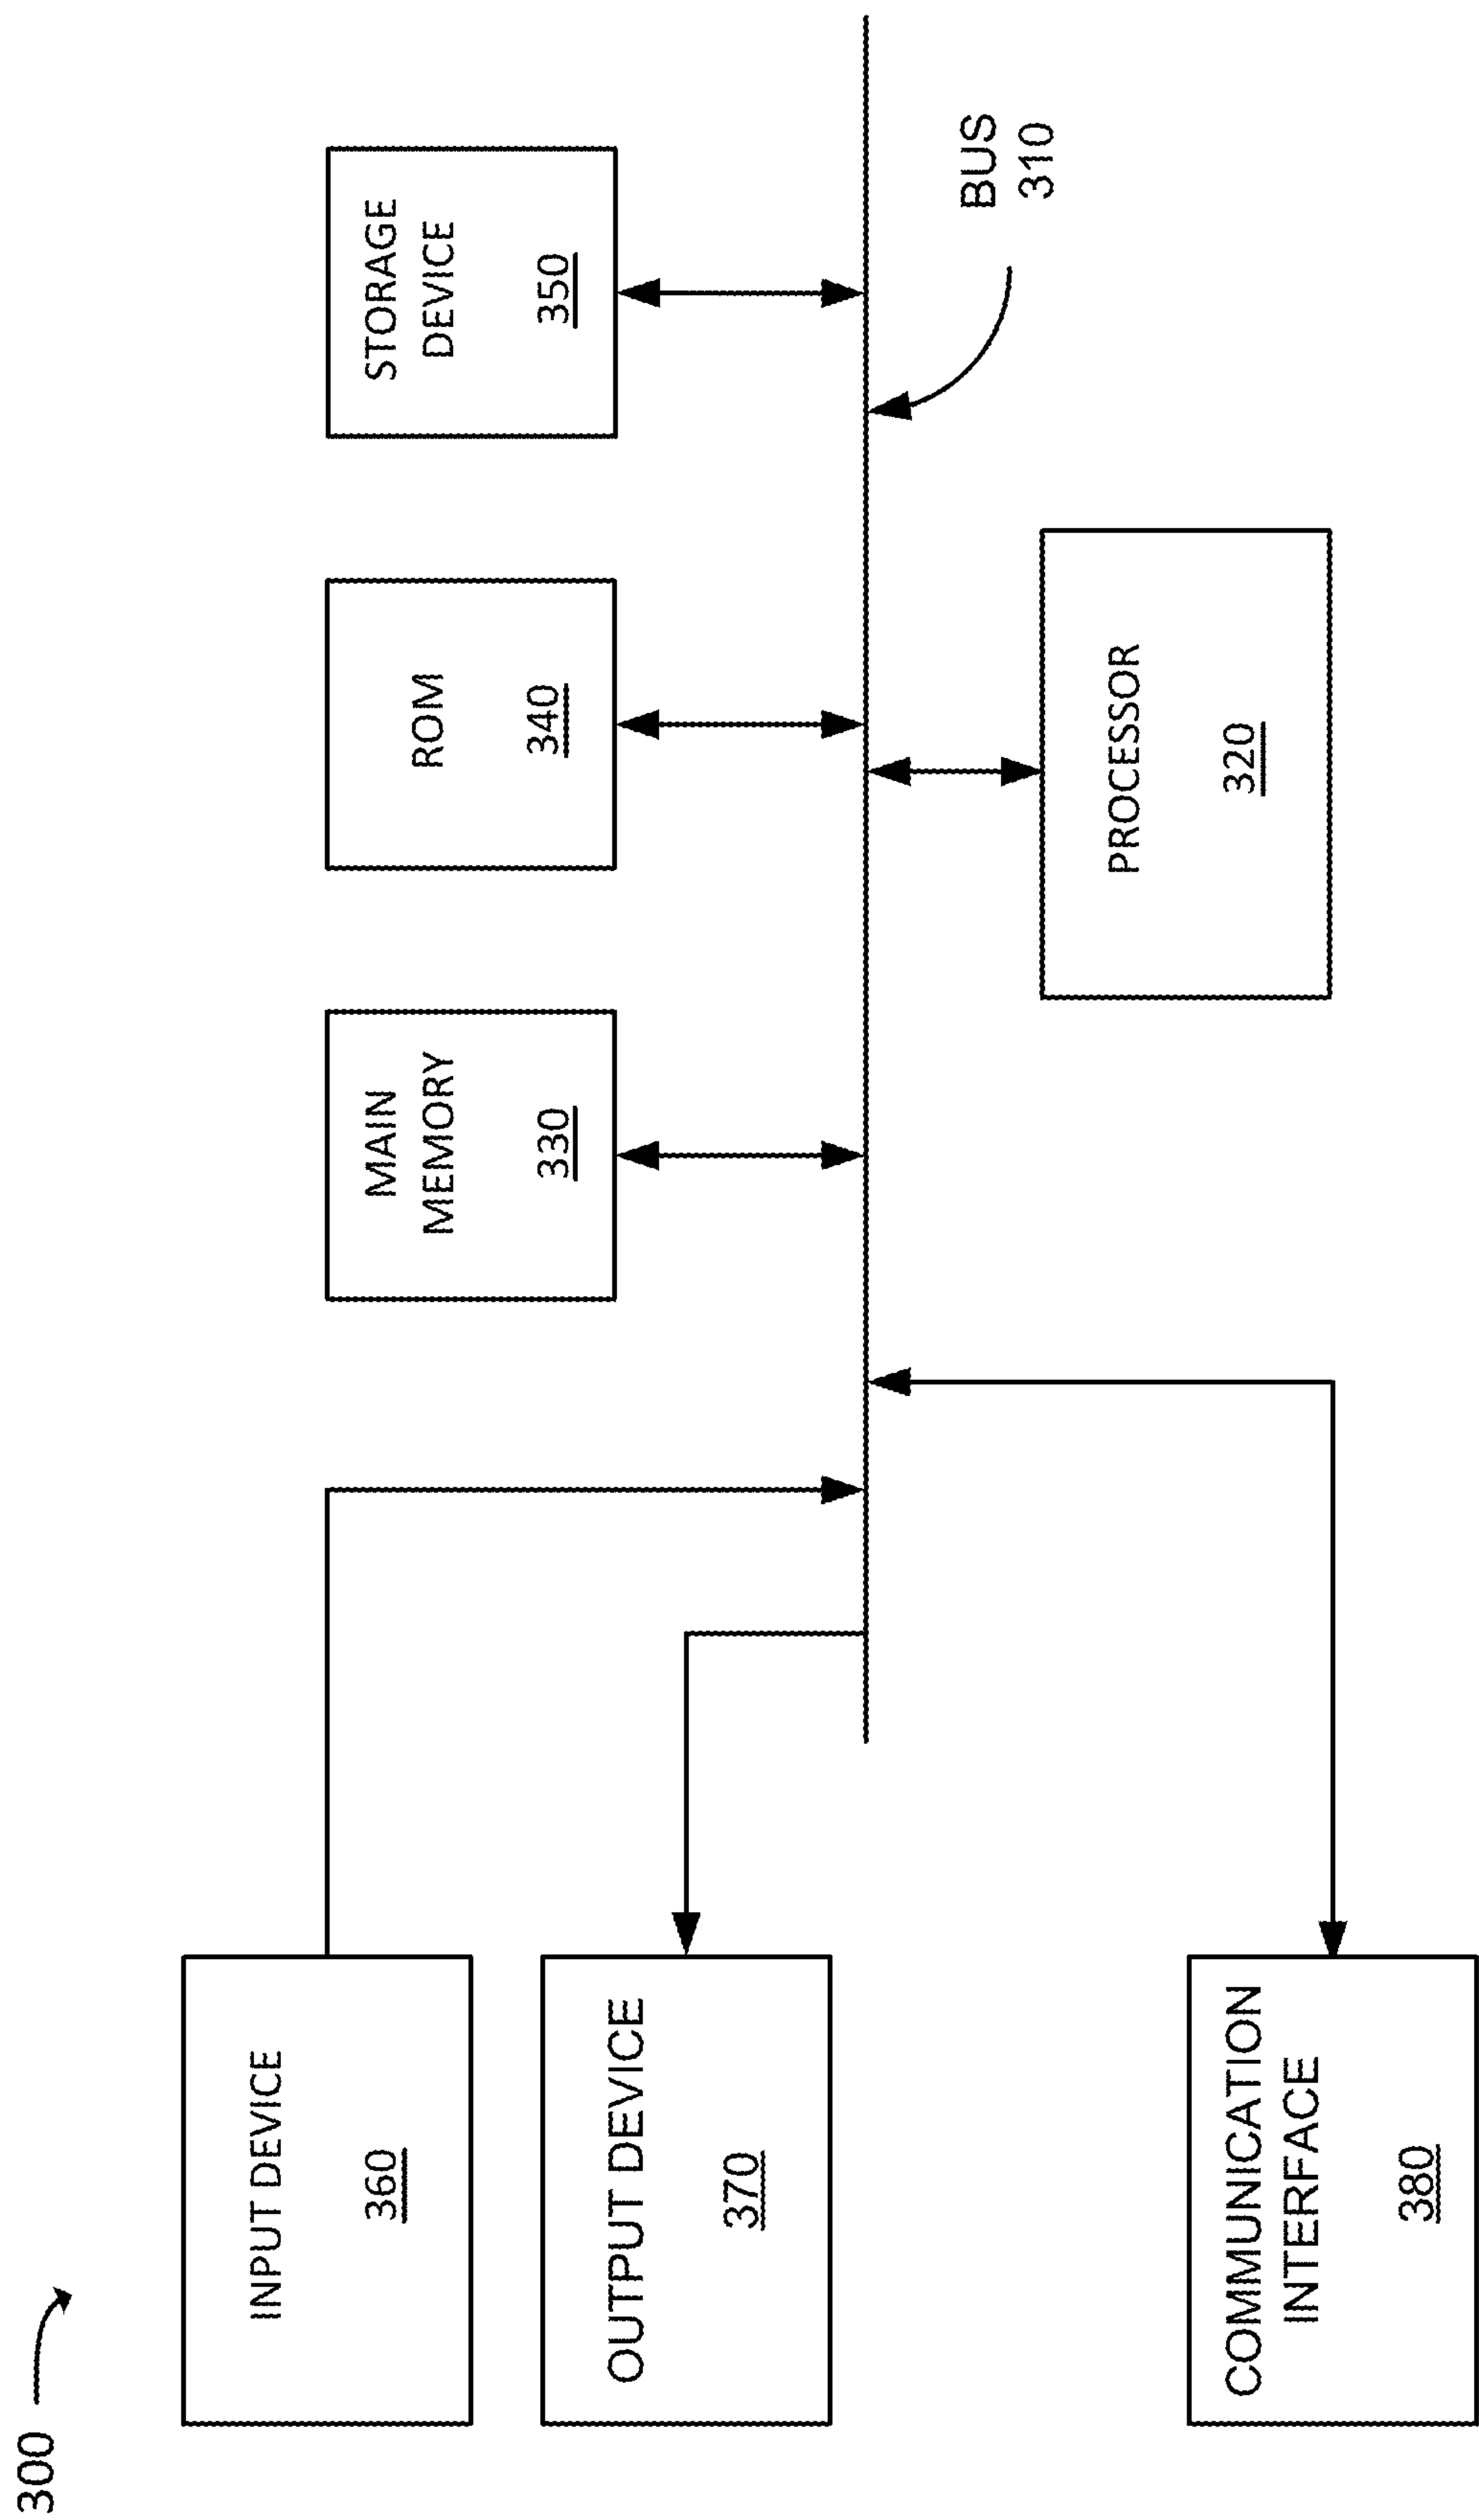 300
INPUT DEVICE
360
OUTPUT DEVICE
370
COMMUNICATION
INTERFACE
380
MAIN
MEMORY
330
ROM
340
STORAGE
DEVICE
350
PROCESSOR
320
BUS
310